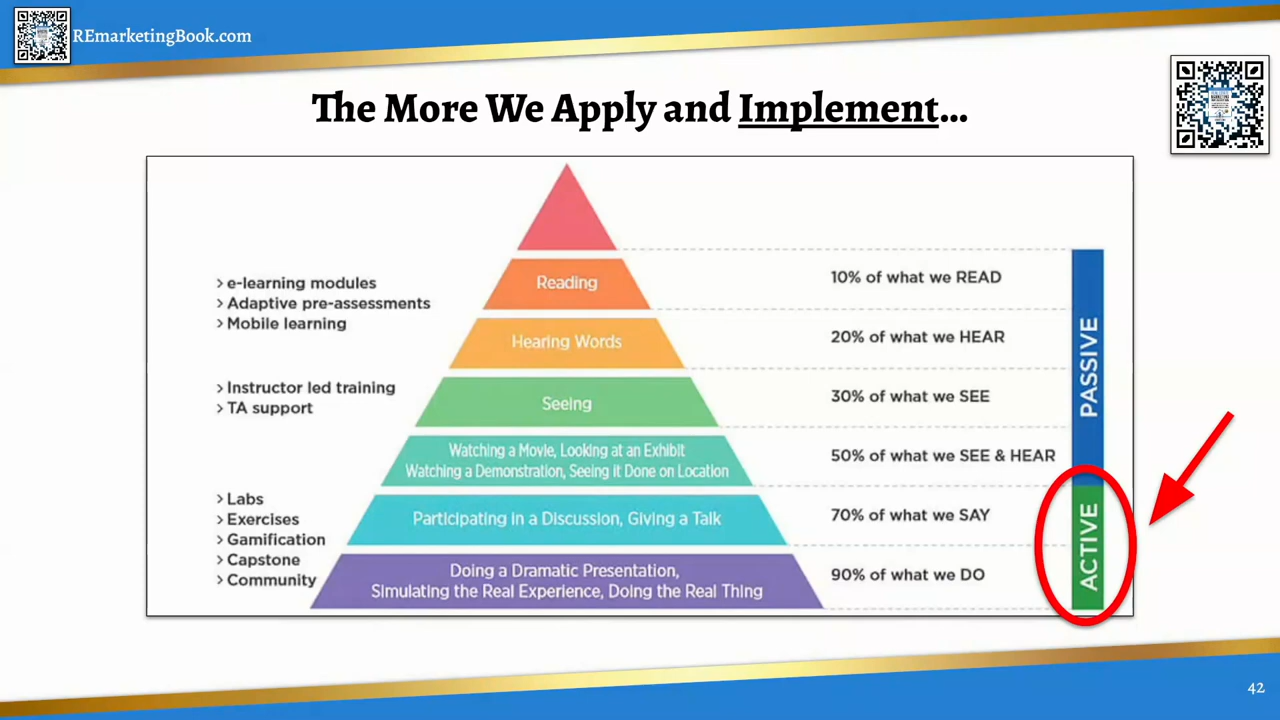 REmarketingBook.com
The More We Apply and Implement...
> e-learning modules
> Adaptive pre-assessments
> Mobile learning
> Instructor led training
> TA support
> Labs
> Exercises
> Gamification
> Capstone
> Community
Reading
Hearing Words
Seeing
Watching a Movie, Looking at an Exhibit
Watching a Demonstration, Seeing it Done on Location
Participating in a Discussion, Giving a Talk
Doing a Dramatic Presentation,
Simulating the Real Experience, Doing the Real Thing
10% of what we READ
20% of what we HEAR
30% of what we SEE
50% of what we SEE & HEAR
70% of what we SAY
90% of what we DO
PASSIVE
ACTIVE
42